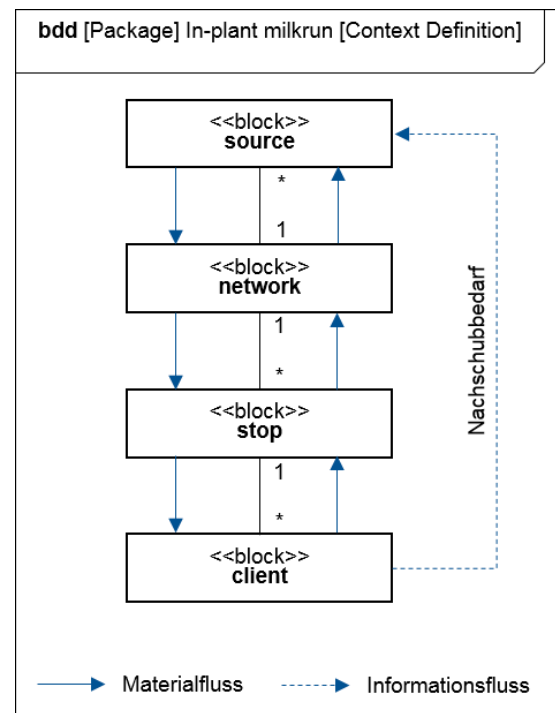 bdd [Package] In-plant milkrun [Context Definition]
<<block>>
source
*
1
<<block>>
network
1
*
<<block>>
stop
1
*
<<block>>
client
Nachschubbedarf
Materialfluss
Informationsfluss